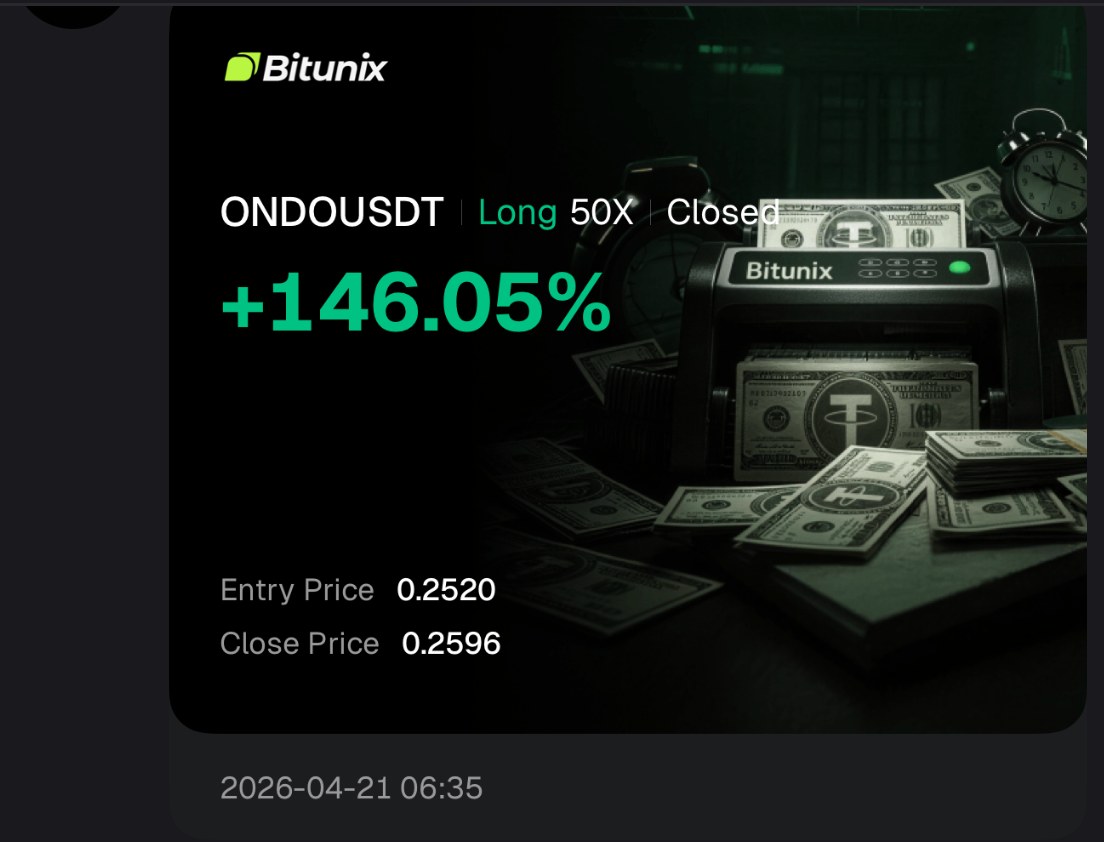 Bitunix
ONDOUSDT | Long 50X | Closed
+146.05%
Bitunix
Entry Price 0.2520
Close Price 0.2596
2026-04-21 06:35